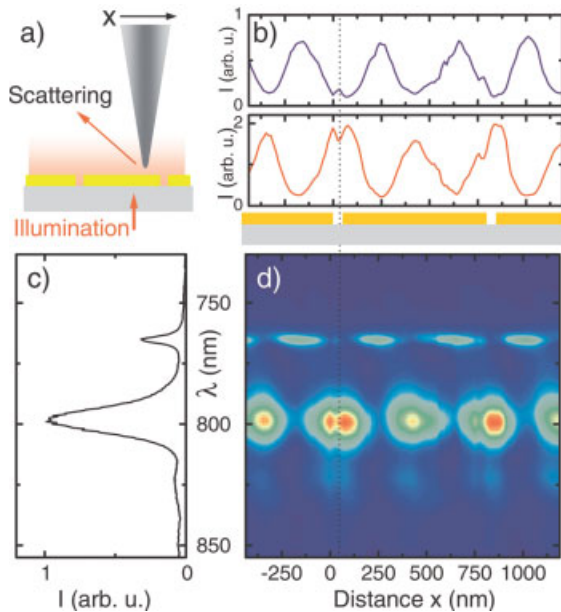 a)
X
Scattering
Illumination
b)
I (arb. u.)
1
0
I (arb. u.)
2
1
0
c)
750
800
850
λ (nm)
1
0
I (arb. u.)
d)
-250 0 250 500 750 1000
Distance x (nm)